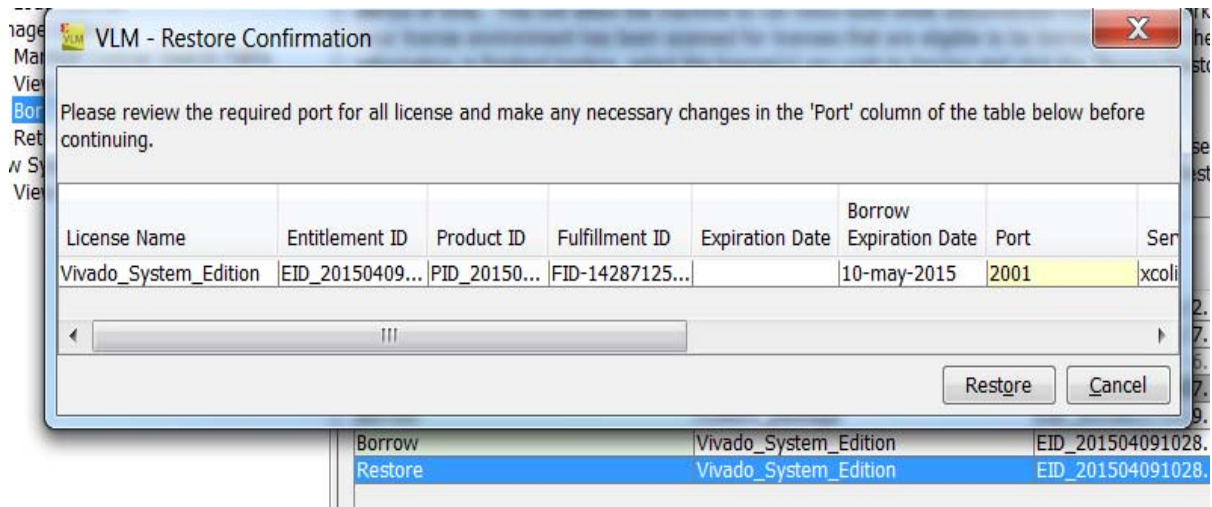 VLM - Restore Confirmation
Please review the required port for all license and make any necessary changes in the 'Port' column of the table below before
continuing.
Borrow
License Name Entitlement ID Product ID Fulfillment ID Expiration Date Expiration Date Port Ser
Vivado_System_Edition EID_20150409... PID_20150... FID-14287125... 10-may-2015 2001 xcoli
Restore Cancel
Borrow Vivado_System_Edition EID_201504091028.
Restore Vivado_System_Edition EID_201504091028.